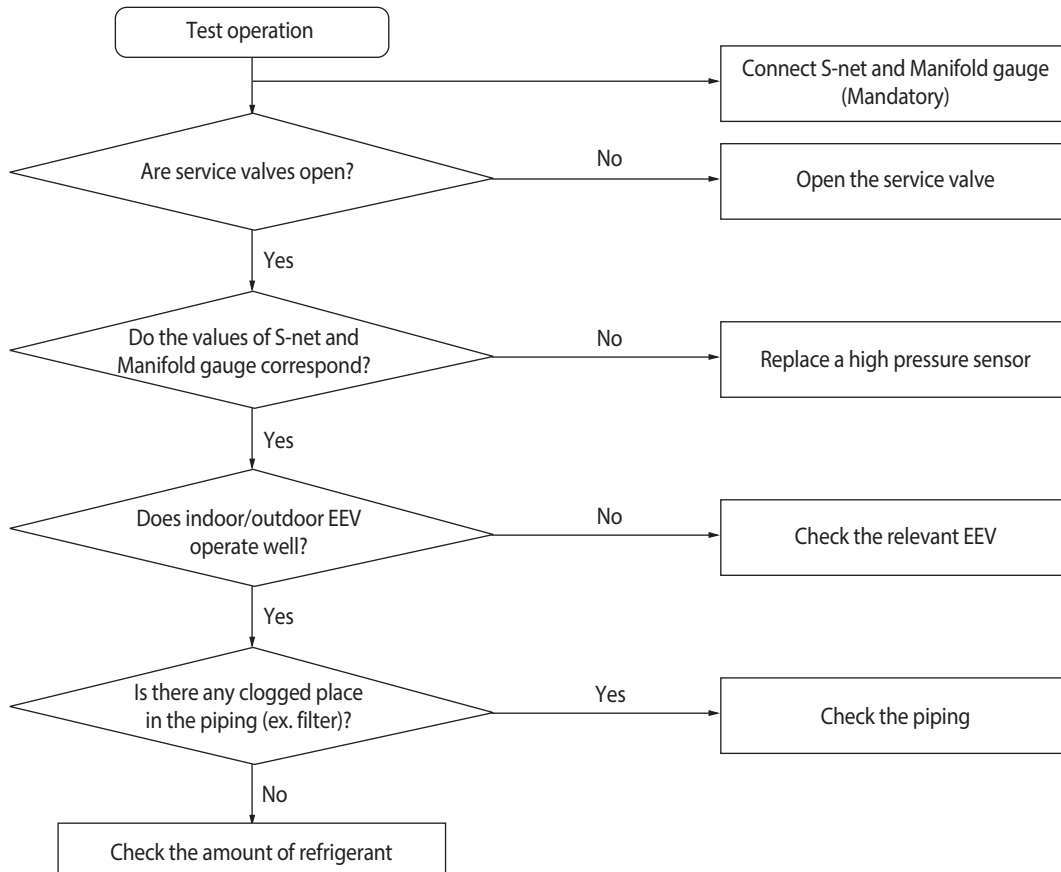 Test operation
Connect S-net and Manifold gauge
(Mandatory)
Are service valves open?
No
Open the service valve
Yes
Do the values of S-net and
Manifold gauge correspond?
No
Replace a high pressure sensor
Yes
Does indoor/outdoor EEV
operate well?
No
Check the relevant EEV
Yes
Is there any clogged place
in the piping (ex. filter)?
Yes
Check the piping
No
Check the amount of refrigerant